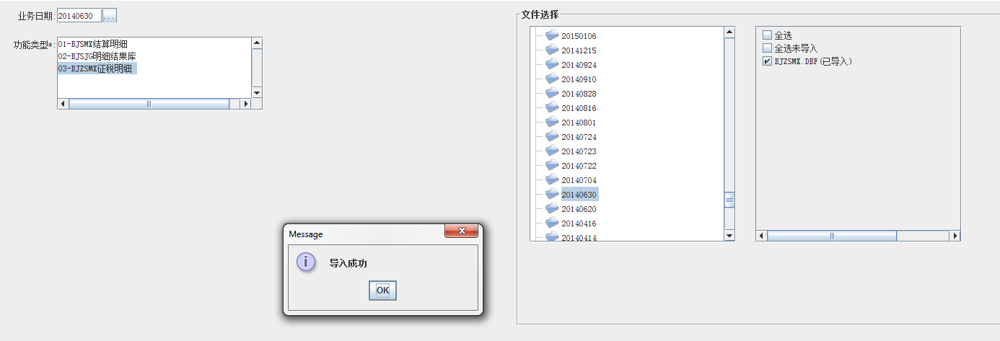 业务日期:
20140630
...
功能类型*:
01-BJSMX结算明细
02-BJSJG明细结果库
03-BJZSMX征税明细
文件选择
20150106
20141215
20140924
20140910
20140828
20140816
20140801
20140724
20140723
20140722
20140704
20140630
20140620
20140416
20140414
全选
全选未导入
BJZSMX.DBF(已导入)
Message
导入成功
OK